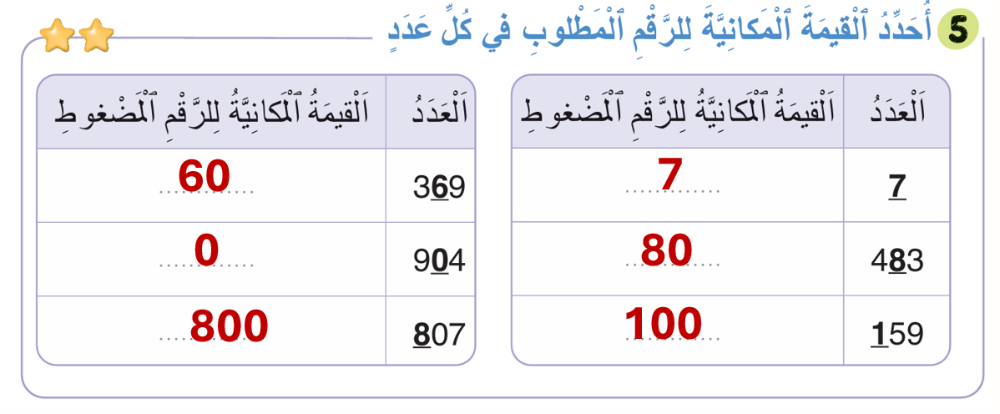 5 أُحَدِّدُ ٱلْقيمَةَ ٱلْمَكانِيَّةَ لِلرَّقْمِ ٱلْمَطْلوبِ في كُلِّ عَدَدٍ
اَلْعَدَدُ اَلْقيمَةُ ٱلْمَكانِيَّةُ لِلرَّقْمِ ٱلْمَضْغوطِ
7 7
483 80
159 100
اَلْعَدَدُ اَلْقيمَةُ ٱلْمَكانِيَّةُ لِلرَّقْمِ ٱلْمَضْغوطِ
369 60
904 0
807 800